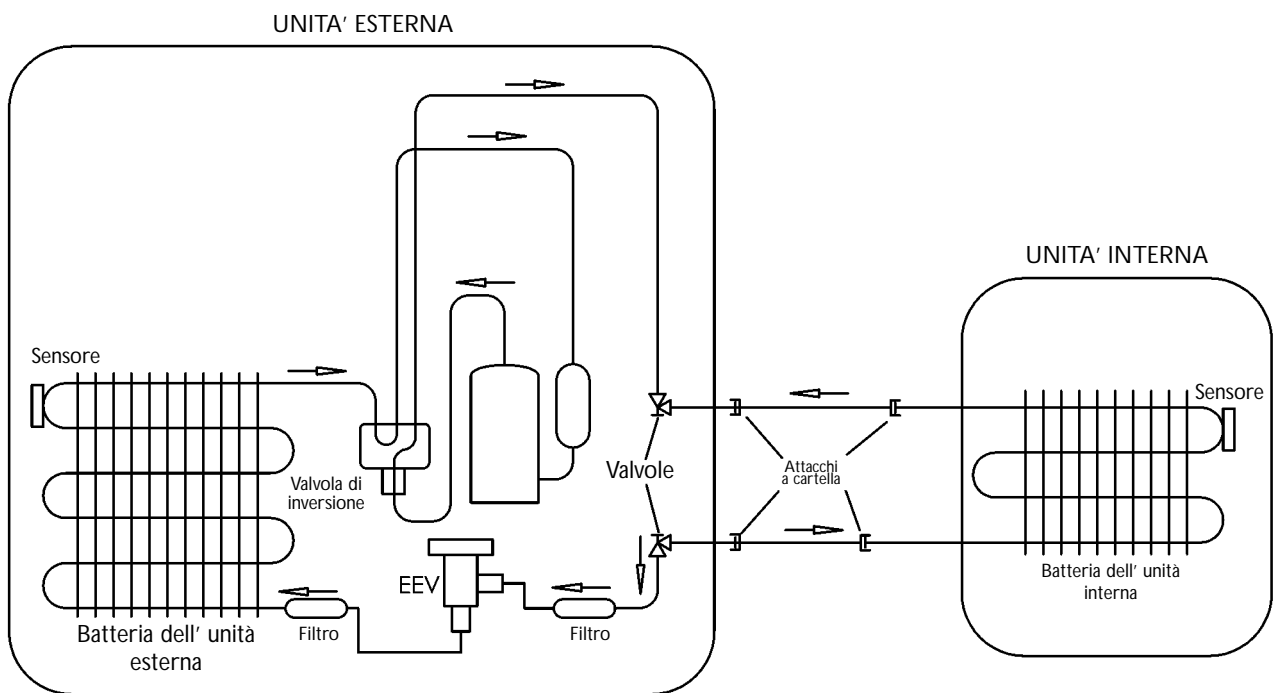 UNITA' ESTERNA
UNITA' INTERNA
Sensore
Sensore
Valvola di
inversione
Valvole
Attacchi
a cartella
EEV
Batteria dell' unità
interna
Filtro
Filtro
Batteria dell' unità
esterna